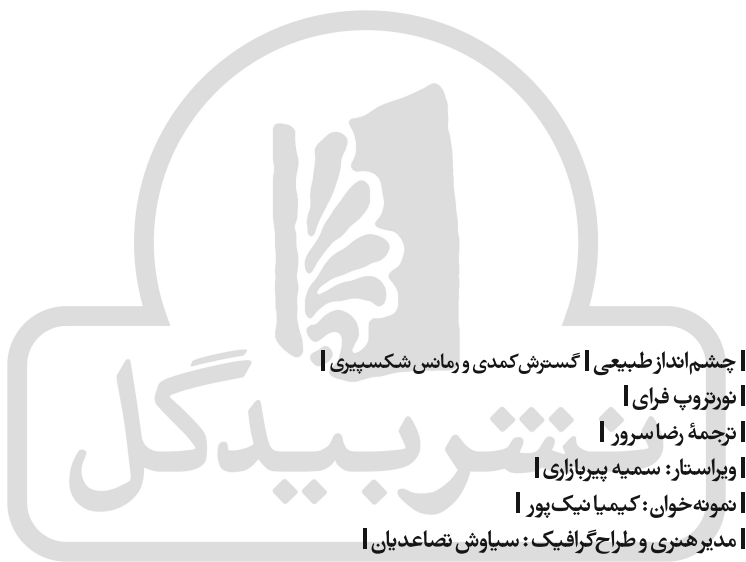 | چشم‌انداز طبیعی | گسترش کمدی و رمانس شکسپیری |
| نورتروپ فرای |
| ترجمهٔ رضا سرور |
| ویراستار: سمیه پیربازاری |
| نمونه‌خوان: کیمیا نیک‌پور |
| مدیر هنری و طراح گرافیک: سیاوش تصاعدیان |
نشر بیدگل